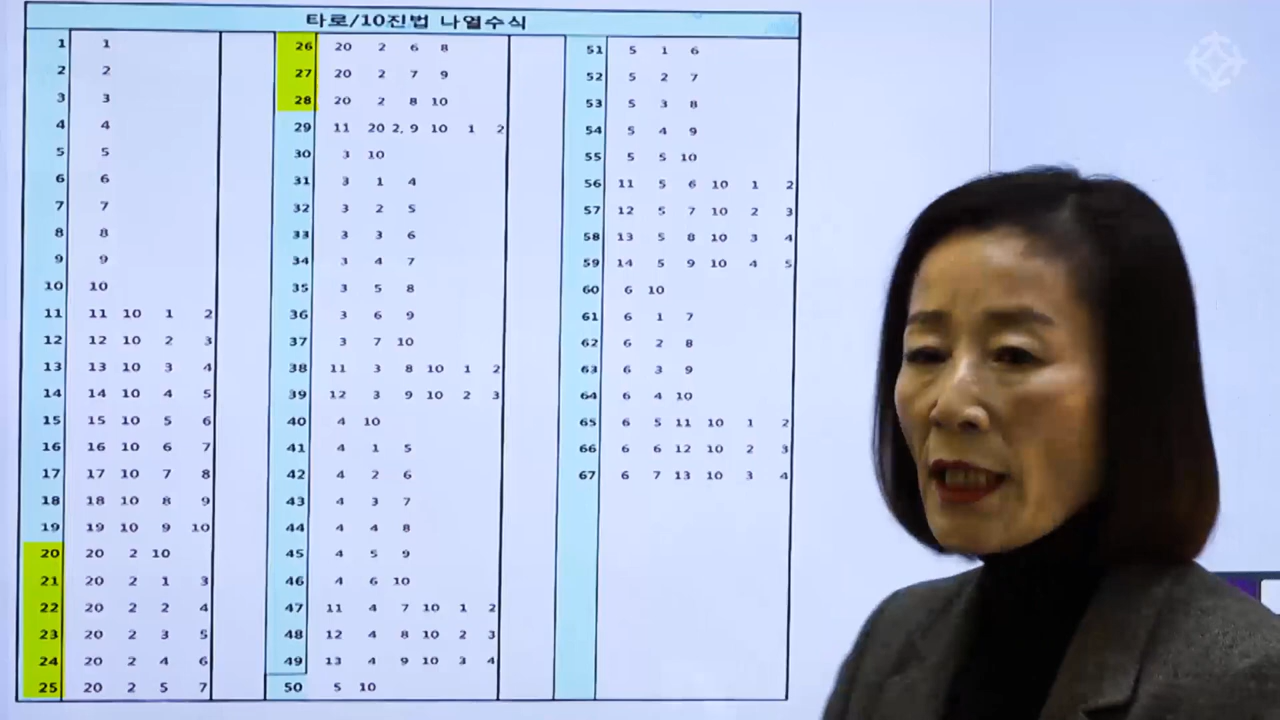 타로/10진법 나열수식
1 1
2 2
3 3
4 4
5 5
6 6
7 7
8 8
9 9
10 10
11 11 10 1 2
12 12 10 2 3
13 13 10 3 4
14 14 10 4 5
15 15 10 5 6
16 16 10 6 7
17 17 10 7 8
18 18 10 8 9
19 19 10 9 10
20 20 2 10
21 20 2 1 3
22 20 2 2 4
23 20 2 3 5
24 20 2 4 6
25 20 2 5 7
26 20 2 6 8
27 20 2 7 9
28 20 2 8 10
29 11 20 2, 9 10 1 2
30 3 10
31 3 1 4
32 3 2 5
33 3 3 6
34 3 4 7
35 3 5 8
36 3 6 9
37 3 7 10
38 11 3 8 10 1 2
39 12 3 9 10 2 3
40 4 10
41 4 1 5
42 4 2 6
43 4 3 7
44 4 4 8
45 4 5 9
46 4 6 10
47 11 4 7 10 1 2
48 12 4 8 10 2 3
49 13 4 9 10 3 4
50 5 10
51 5 1 6
52 5 2 7
53 5 3 8
54 5 4 9
55 5 5 10
56 11 5 6 10 1 2
57 12 5 7 10 2 3
58 13 5 8 10 3 4
59 14 5 9 10 4 5
60 6 10
61 6 1 7
62 6 2 8
63 6 3 9
64 6 4 10
65 6 5 11 10 1 2
66 6 6 12 10 2 3
67 6 7 13 10 3 4